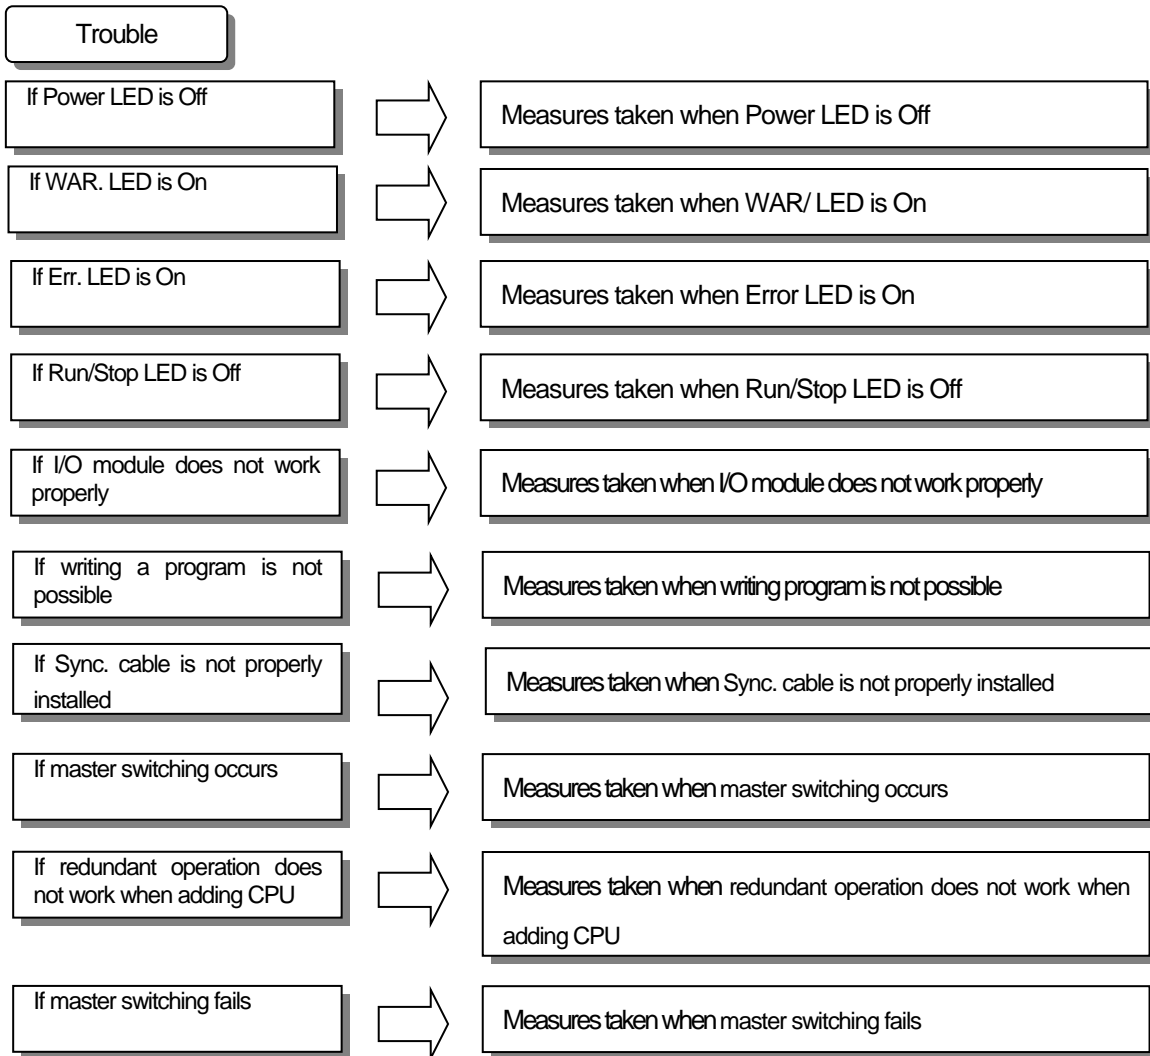 Trouble
If Power LED is Off
Measures taken when Power LED is Off
If WAR. LED is On
Measures taken when WAR/ LED is On
If Err. LED is On
Measures taken when Error LED is On
If Run/Stop LED is Off
Measures taken when Run/Stop LED is Off
If I/O module does not work
properly
Measures taken when I/O module does not work properly
If writing a program is not
possible
Measures taken when writing program is not possible
If Sync. cable is not properly
installed
Measures taken when Sync. cable is not properly installed
If master switching occurs
Measures taken when master switching occurs
If redundant operation does
not work when adding CPU
Measures taken when redundant operation does not work when
adding CPU
If master switching fails
Measures taken when master switching fails